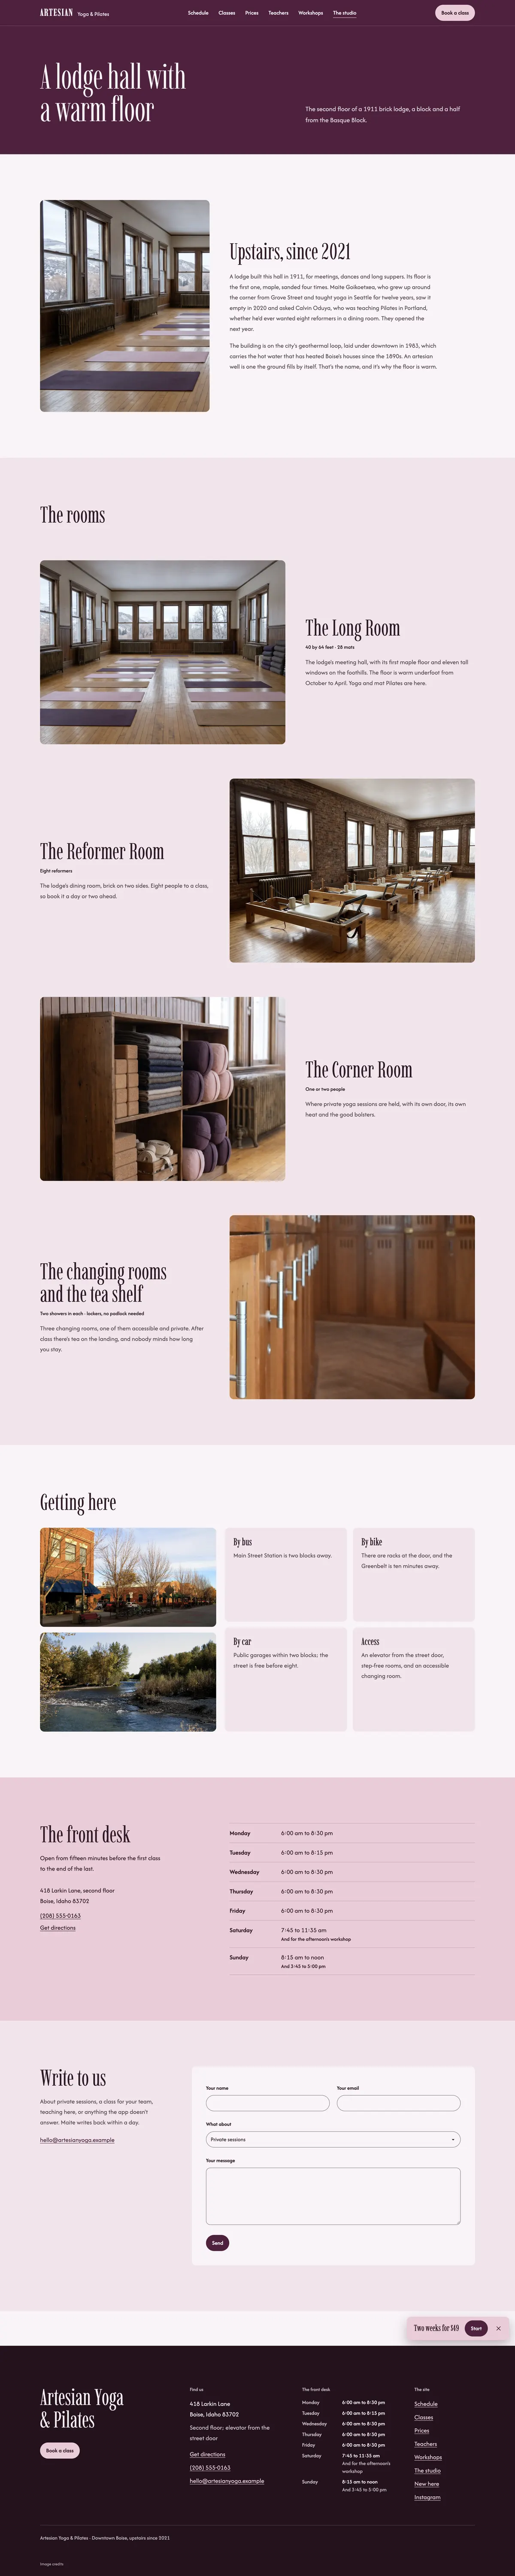 ARTESIAN Yoga & Pilates
Schedule Classes Prices Teachers Workshops The studio
Book a class
A lodge hall with
a warm floor
The second floor of a 1911 brick lodge, a block and a half
from the Basque Block.
Upstairs, since 2021
A lodge built this hall in 1911, for meetings, dances and long suppers. Its floor is
the first one, maple, sanded four times. Maite Goikoetxea, who grew up around
the corner from Grove Street and taught yoga in Seattle for twelve years, saw it
empty in 2020 and asked Calvin Oduya, who was teaching Pilates in Portland,
whether he'd ever wanted eight reformers in a dining room. They opened the
next year.
The building is on the city's geothermal loop, laid under downtown in 1983, which
carries the hot water that has heated Boise's houses since the 1890s. An artesian
well is one the ground fills by itself. That's the name, and it's why the floor is warm.
The rooms
The Long Room
40 by 64 feet · 28 mats
The lodge's meeting hall, with its first maple floor and eleven tall
windows on the foothills. The floor is warm underfoot from
October to April. Yoga and mat Pilates are here.
The Reformer Room
Eight reformers
The lodge's dining room, brick on two sides. Eight people to a class,
so book it a day or two ahead.
The Corner Room
One or two people
Where private yoga sessions are held, with its own door, its own
heat and the good bolsters.
The changing rooms
and the tea shelf
Two showers in each · lockers, no padlock needed
Three changing rooms, one of them accessible and private. After
class there's tea on the landing, and nobody minds how long
you stay.
Getting here
By bus
Main Street Station is two blocks away.
By bike
There are racks at the door, and the
Greenbelt is ten minutes away.
By car
Public garages within two blocks; the
street is free before eight.
Access
An elevator from the street door,
step-free rooms, and an accessible
changing room.
The front desk
Open from fifteen minutes before the first class
to the end of the last.
418 Larkin Lane, second floor
Boise, Idaho 83702
(208) 555-0163
Get directions
Monday 6:00 am to 8:30 pm
Tuesday 6:00 am to 8:15 pm
Wednesday 6:00 am to 8:30 pm
Thursday 6:00 am to 8:30 pm
Friday 6:00 am to 8:30 pm
Saturday 7:45 to 11:35 am
And for the afternoon's workshop
Sunday 8:15 am to noon
And 3:45 to 5:00 pm
Write to us
About private sessions, a class for your team,
teaching here, or anything the app doesn't
answer. Maite writes back within a day.
hello@artesianyoga.example
Your name
Your email
What about
Private sessions
Your message
Send
Two weeks for $49 Start
Artesian Yoga
& Pilates
Book a class
Find us
418 Larkin Lane
Boise, Idaho 83702
Second floor; elevator from the
street door
Get directions
(208) 555-0163
hello@artesianyoga.example
The front desk
Monday 6:00 am to 8:30 pm
Tuesday 6:00 am to 8:15 pm
Wednesday 6:00 am to 8:30 pm
Thursday 6:00 am to 8:30 pm
Friday 6:00 am to 8:30 pm
Saturday 7:45 to 11:35 am
And for the afternoon's
workshop
Sunday 8:15 am to noon
And 3:45 to 5:00 pm
The site
Schedule
Classes
Prices
Teachers
Workshops
The studio
New here
Instagram
Artesian Yoga & Pilates · Downtown Boise, upstairs since 2021
Image credits